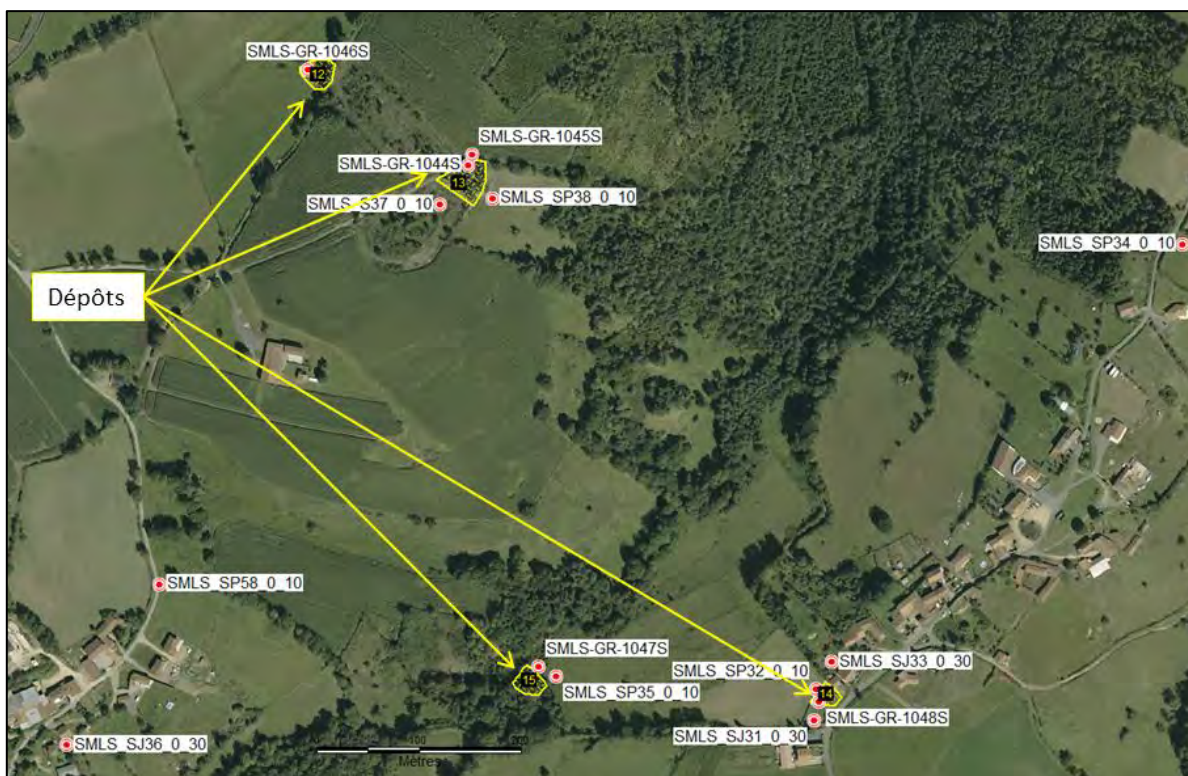 SMLS-GR-1046S
12
SMLS-GR-1045S
SMLS-GR-1044S
13
SMLS_S37_0_10
SMLS_SP38_0_10
SMLS_SP34_0_10
Dépôts
SMLS_SP58_0_10
SMLS-GR-1047S
SMLS_SP32_0_10
SMLS_SJ33_0_30
15
14
SMLS_SP35_0_10
SMLS-GR-1048S
SMLS_SJ31_0_30
SMLS_SJ36_0_30
100
200
Mètres